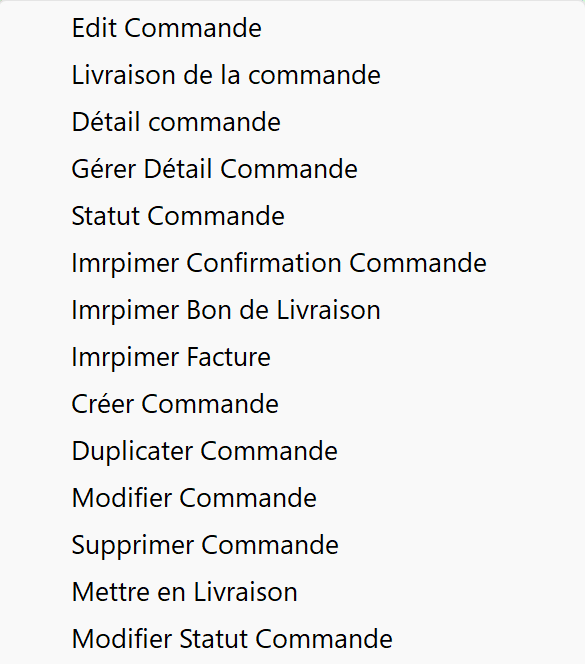 Edit Commande
Livraison de la commande
Détail commande
Gérer Détail Commande
Statut Commande
Imrpimer Confirmation Commande
Imrpimer Bon de Livraison
Imrpimer Facture
Créer Commande
Duplicater Commande
Modifier Commande
Supprimer Commande
Mettre en Livraison
Modifier Statut Commande